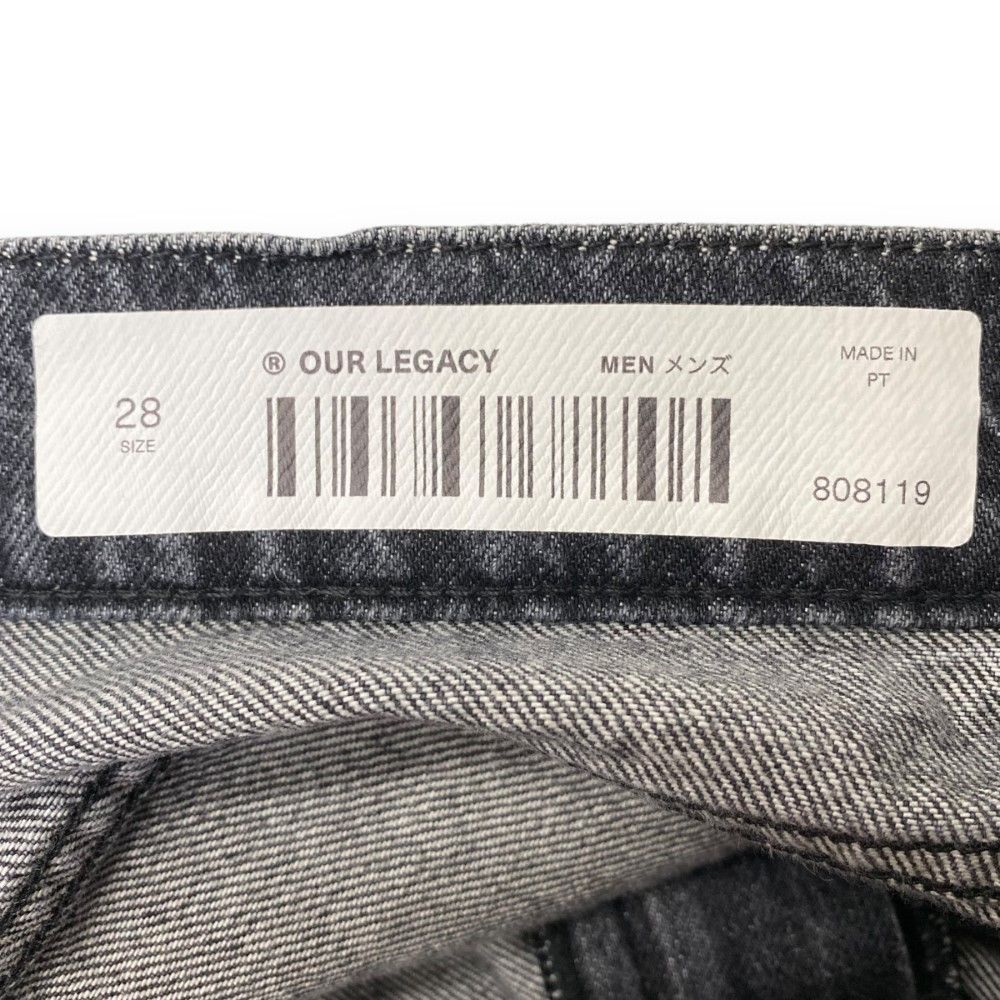 ® OUR LEGACY
MEN メンズ
MADE IN
PT
28
SIZE
808119